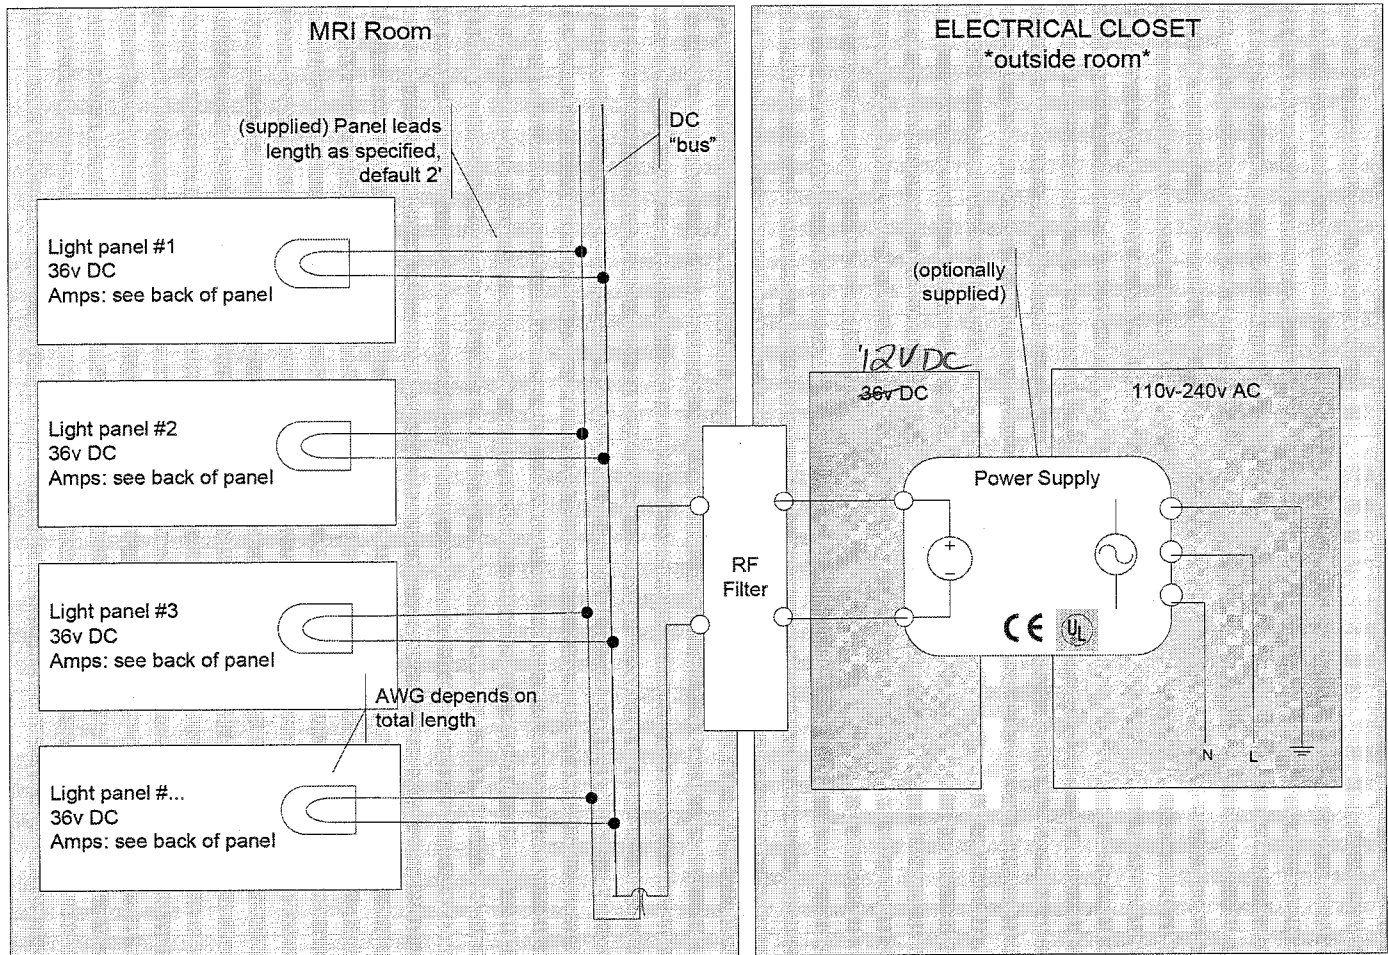 MRI Room
(supplied) Panel leads
length as specified,
default 2'
DC
"bus"
Light panel #1
36v DC
Amps: see back of panel
Light panel #2
36v DC
Amps: see back of panel
Light panel #3
36v DC
Amps: see back of panel
AWG depends on
total length
Light panel #...
36v DC
Amps: see back of panel
RF
Filter
ELECTRICAL CLOSET
*outside room*
(optionally
supplied)
12V DC
36v DC
110v-240v AC
Power Supply
+
−
CE UL
N L